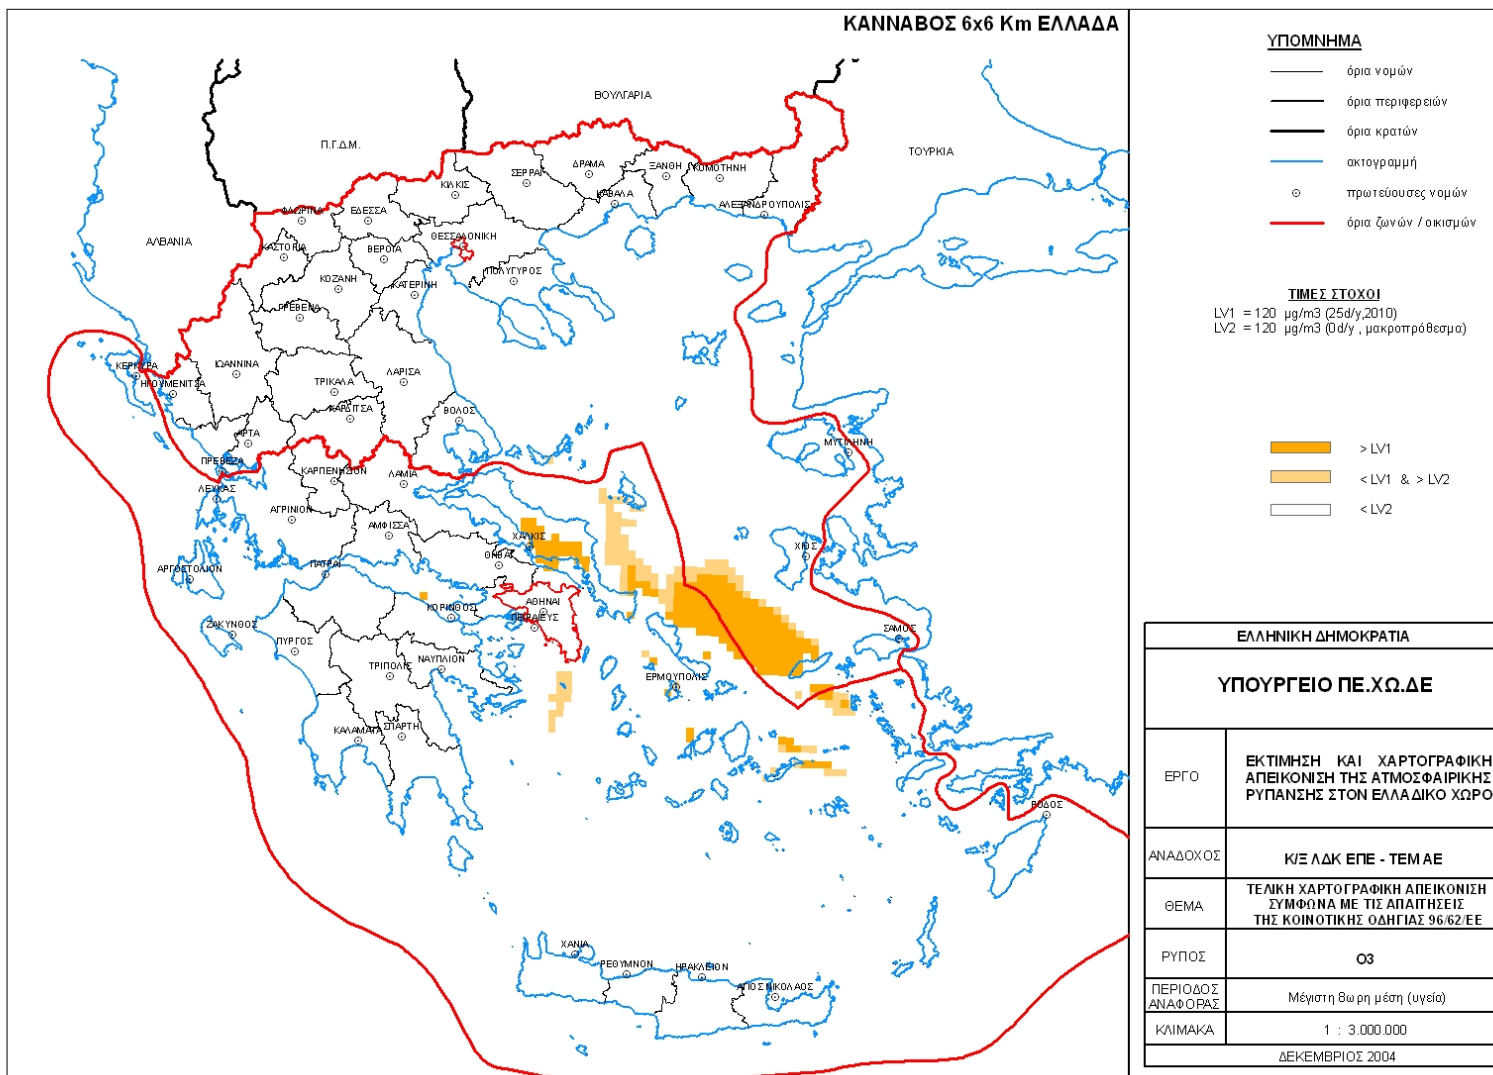 ΚΑΝΝΑΒΟΣ 6x6 Km ΕΛΛΑΔΑ
ΒΟΥΛΓΑΡΙΑ
Π.Γ.Δ.Μ.
ΤΟΥΡΚΙΑ
ΑΛΒΑΝΙΑ
ΔΡΑΜΑ
ΞΑΝΘΗ
ΚΟΜΟΤΗΝΗ
ΣΕΡΡΑΙ
ΚΙΛΚΙΣ
ΚΑΒΑΛΑ
ΑΛΕΞΑΝΔΡΟΥΠΟΛΙΣ
ΦΛΩΡΙΝΑ
ΕΔΕΣΣΑ
ΘΕΣΣΑΛΟΝΙΚΗ
ΚΑΣΤΟΡΙΑ
ΒΕΡΟΙΑ
ΠΟΛΥΓΥΡΟΣ
ΚΟΖΑΝΗ
ΚΑΤΕΡΙΝΗ
ΓΡΕΒΕΝΑ
ΚΕΡΚΥΡΑ
ΙΩΑΝΝΙΝΑ
ΛΑΡΙΣΑ
ΗΓΟΥΜΕΝΙΤΣΑ
ΤΡΙΚΑΛΑ
ΚΑΡΔΙΤΣΑ
ΒΟΛΟΣ
ΑΡΤΑ
ΜΥΤΙΛΗΝΗ
ΠΡΕΒΕΖΑ
ΚΑΡΠΕΝΗΣΙΟΝ
ΛΑΜΙΑ
ΛΕΥΚΑΣ
ΑΓΡΙΝΙΟΝ
ΑΜΦΙΣΣΑ
ΧΑΛΚΙΣ
ΧΙΟΣ
ΘΗΒΑΙ
ΑΡΓΟΣΤΟΛΙΟΝ
ΠΑΤΡΑΙ
ΑΘΗΝΑΙ
ΚΟΡΙΝΘΟΣ
ΠΕΙΡΑΙΕΥΣ
ΖΑΚΥΝΘΟΣ
ΣΑΜΟΣ
ΠΥΡΓΟΣ
ΤΡΙΠΟΛΙΣ
ΝΑΥΠΛΙΟΝ
ΕΡΜΟΥΠΟΛΙΣ
ΚΑΛΑΜΑΤΑ
ΣΠΑΡΤΗ
ΡΟΔΟΣ
ΧΑΝΙΑ
ΡΕΘΥΜΝΟΝ
ΗΡΑΚΛΕΙΟΝ
ΑΓΙΟΣ ΝΙΚΟΛΑΟΣ
ΥΠΟΜΝΗΜΑ
όρια νομών
όρια περιφερειών
όρια κρατών
ακτογραμμή
πρωτεύουσες νομών
όρια ζωνών / οικισμών
ΤΙΜΕΣ ΣΤΟΧΟΙ
LV1 = 120 μg/m3 (25d/y,2010)
LV2 = 120 μg/m3 (0d/y , μακροπρόθεσμα)
> LV1
< LV1 & > LV2
< LV2
ΕΛΛΗΝΙΚΗ ΔΗΜΟΚΡΑΤΙΑ
ΥΠΟΥΡΓΕΙΟ ΠΕ.ΧΩ.ΔΕ
ΕΡΓΟ
ΕΚΤΙΜΗΣΗ ΚΑΙ ΧΑΡΤΟΓΡΑΦΙΚΗ
ΑΠΕΙΚΟΝΙΣΗ ΤΗΣ ΑΤΜΟΣΦΑΙΡΙΚΗΣ
ΡΥΠΑΝΣΗΣ ΣΤΟΝ ΕΛΛΑΔΙΚΟ ΧΩΡΟ
ΑΝΑΔΟΧΟΣ
Κ/Ξ ΛΔΚ ΕΠΕ - ΤΕΜ ΑΕ
ΘΕΜΑ
ΤΕΛΙΚΗ ΧΑΡΤΟΓΡΑΦΙΚΗ ΑΠΕΙΚΟΝΙΣΗ
ΣΥΜΦΩΝΑ ΜΕ ΤΙΣ ΑΠΑΙΤΗΣΕΙΣ
ΤΗΣ ΚΟΙΝΟΤΙΚΗΣ ΟΔΗΓΙΑΣ 96/62/ΕΕ
ΡΥΠΟΣ
O3
ΠΕΡΙΟΔΟΣ
ΑΝΑΦΟΡΑΣ
Μέγιστη 8ωρη μέση (υγεία)
ΚΛΙΜΑΚΑ
1 : 3.000.000
ΔΕΚΕΜΒΡΙΟΣ 2004